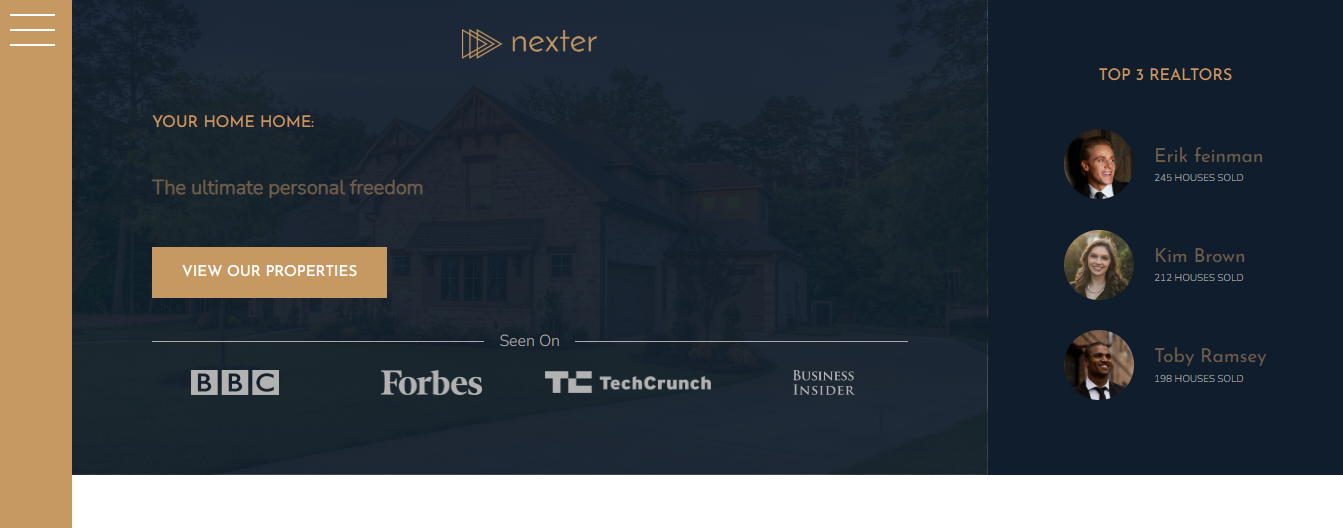 nexter
YOUR HOME HOME:
The ultimate personal freedom
VIEW OUR PROPERTIES
Seen On
BBC
Forbes
TC TechCrunch
BUSINESS
INSIDER
TOP 3 REALTORS
Erik feinman
245 HOUSES SOLD
Kim Brown
212 HOUSES SOLD
Toby Ramsey
198 HOUSES SOLD